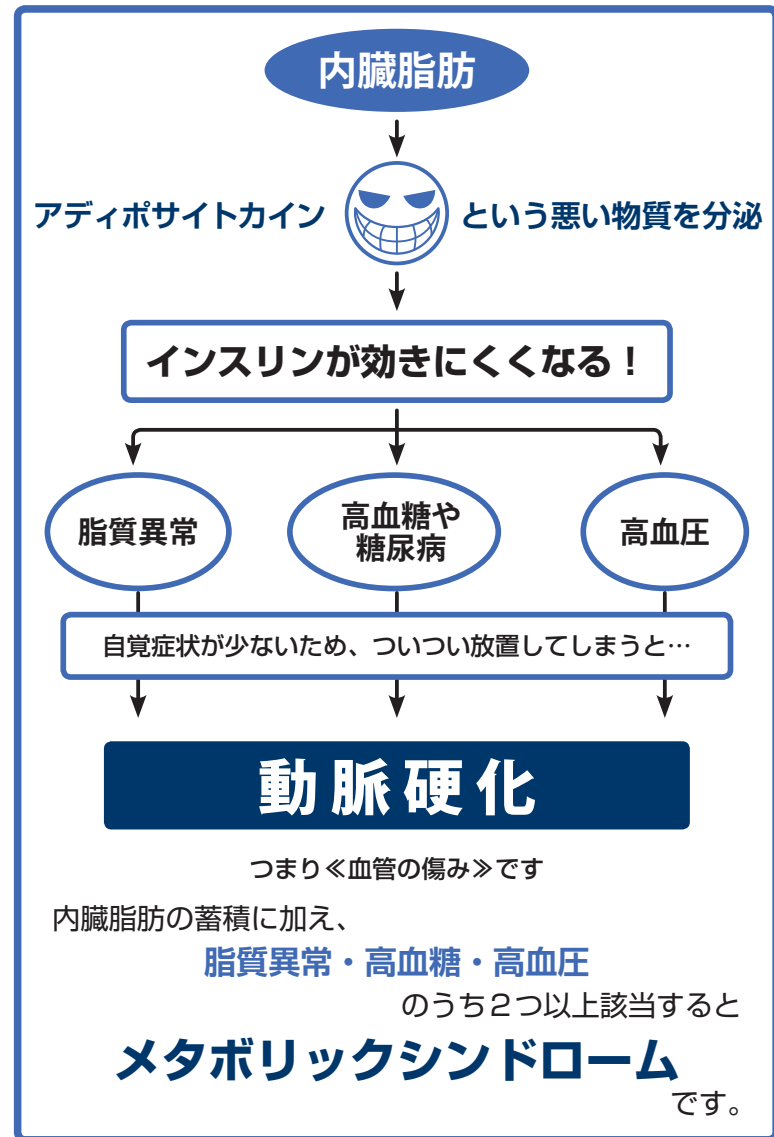 内臓脂肪
アディポサイトカイン という悪い物質を分泌
インスリンが効きにくくなる！
脂質異常
高血糖や
糖尿病
高血圧
自覚症状が少ないため、ついつい放置してしまうと…
動脈硬化
つまり≪血管の傷み≫です
内臓脂肪の蓄積に加え、
脂質異常・高血糖・高血圧
のうち２つ以上該当すると
メタボリックシンドローム
です。